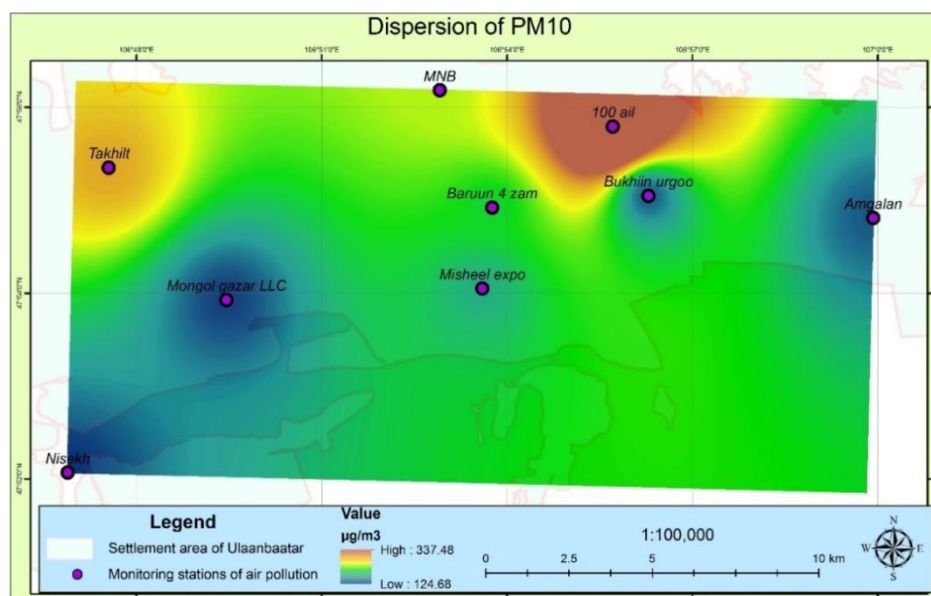 Dispersion of PM10
106°48'0"E 106°51'0"E 106°54'0"E 106°57'0"E 107°0'0"E
MNB
100 ail
Takhilt
Bukhiin urgoo
Baruun 4 zam
Amgalan
Misheel expo
Mongol gazar LLC
Nisekh
Legend
Settlement area of Ulaanbaatar
Monitoring stations of air pollution
Value
µg/m3
High : 337.48
Low : 124.68
1:100,000
0 2.5 5 10 km
N
W E
S